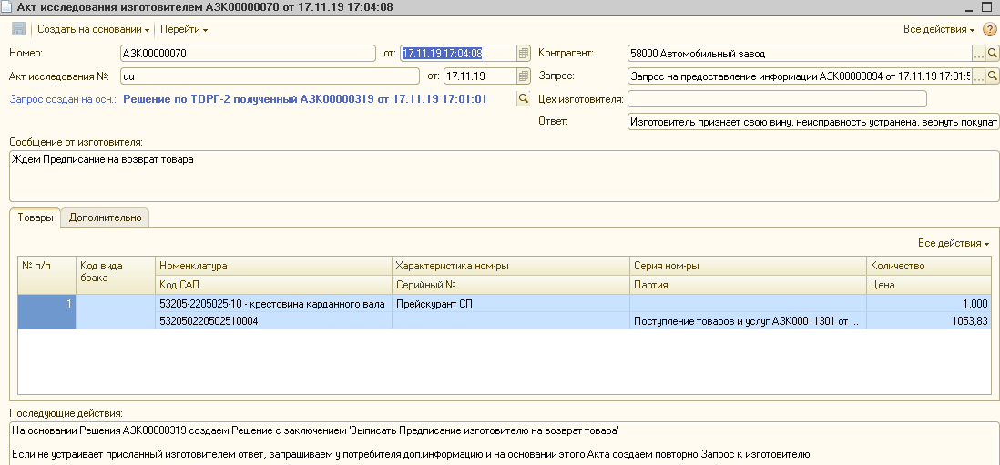 Акт исследования изготовителем АЗК00000070 от 17.11.19 17:04:08
Создать на основании Перейти Все действия
Номер: АЗК00000070 от: 17.11.19 17:04:08 Контрагент: 58000 Автомобильный завод
Акт исследования №: uu от: 17.11.19 Запрос: Запрос на предоставление информации АЗК00000094 от 17.11.19 17:01:5
Запрос создан на осн.: Решение по ТОРГ-2 полученный АЗК00000319 от 17.11.19 17:01:01 Цех изготовителя:
Ответ: Изготовитель признает свою вину, неисправность устранена, вернуть покупат
Сообщение от изготовителя:
Ждем Предписание на возврат товара
Товары Дополнительно
Все действия
№ п/п Код вида брака Номенклатура Характеристика ном-ры Серия ном-ры Количество
Код САП Серийный № Партия Цена
1 53205-2205025-10 - крестовина карданного вала Прейскурант СП 1,000
532050220502510004 Поступление товаров и услуг АЗК00011301 от ... 1053,83
Последующие действия:
На основании Решения АЗК00000319 создаем Решение с заключением 'Выписать Предписание изготовителю на возврат товара'
Если не устраивает присланный изготовителем ответ, запрашиваем у потребителя доп.информацию и на основании этого Акта создаем повторно Запрос к изготовителю